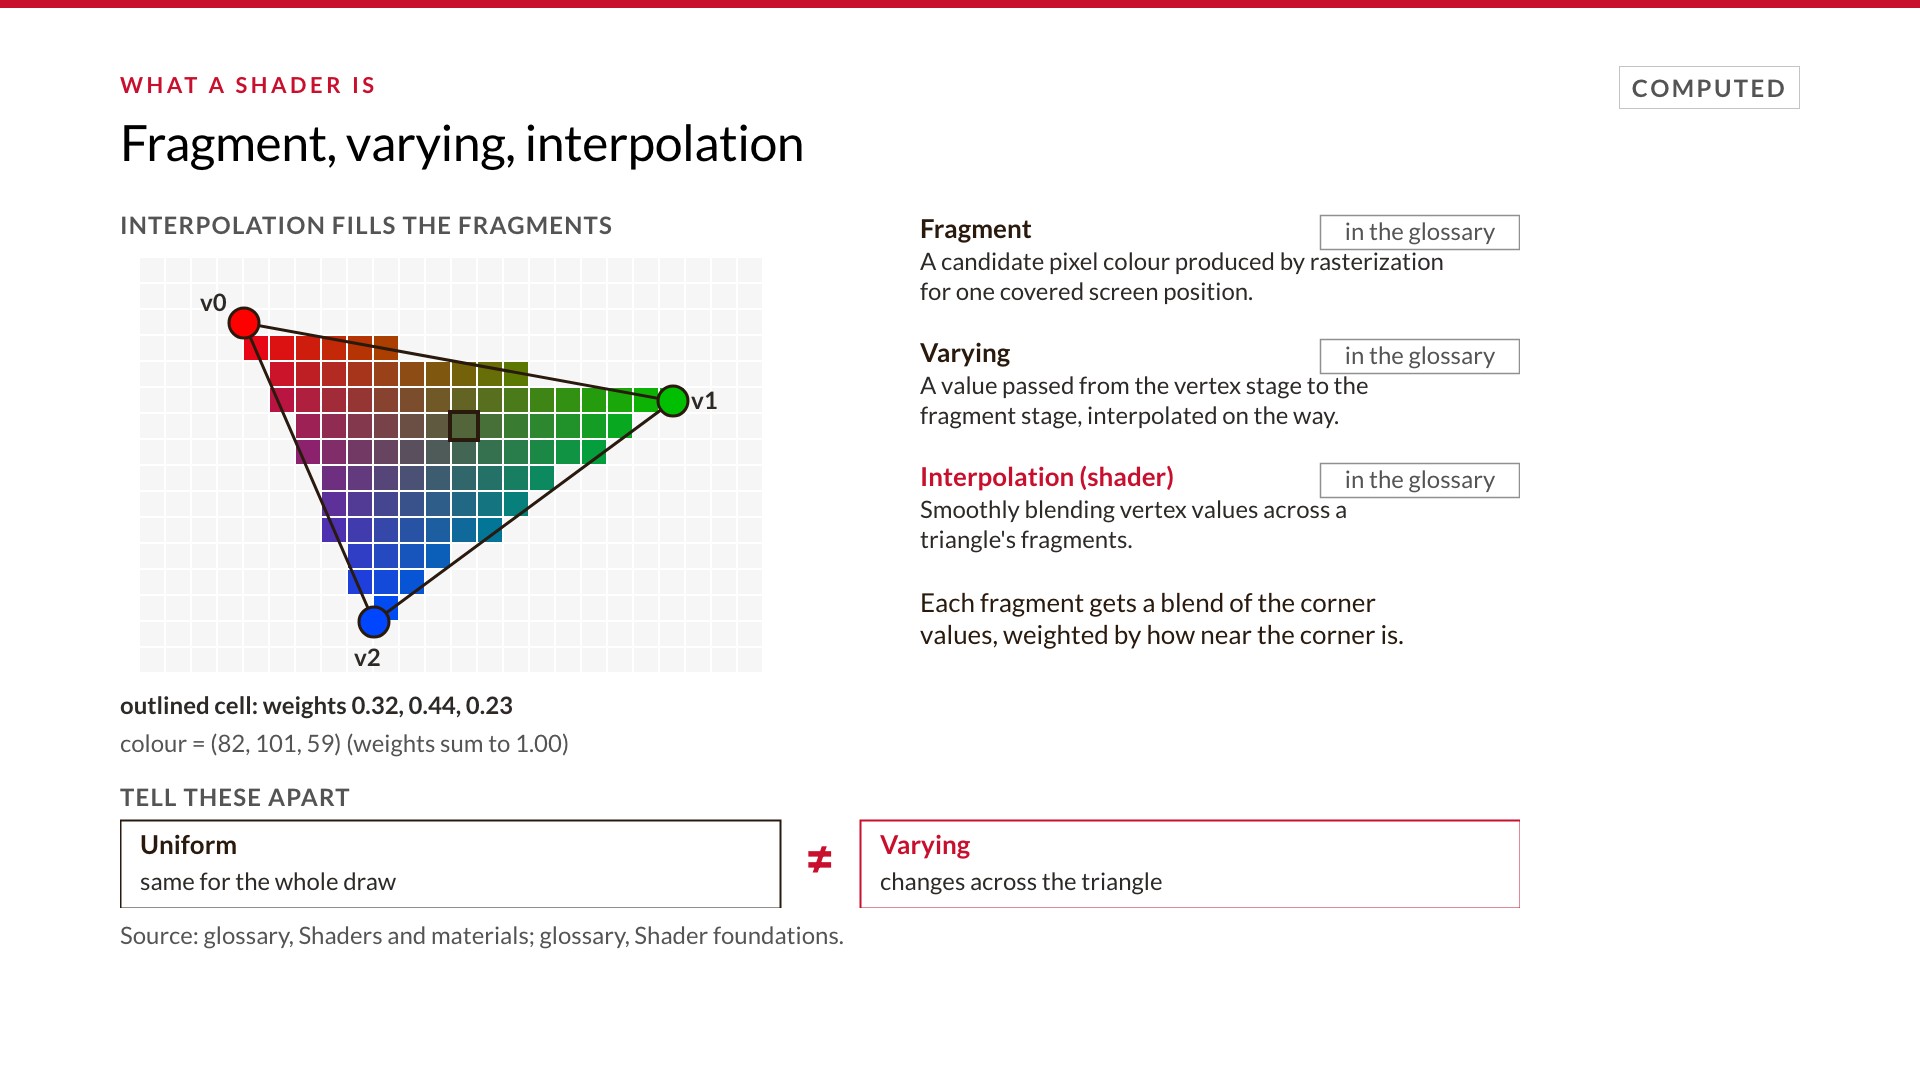 WHAT A SHADER IS
COMPUTED
Fragment, varying, interpolation
INTERPOLATION FILLS THE FRAGMENTS
v0
v1
v2
outlined cell: weights 0.32, 0.44, 0.23
colour = (82, 101, 59) (weights sum to 1.00)
Fragment
in the glossary
A candidate pixel colour produced by rasterization
for one covered screen position.
Varying
in the glossary
A value passed from the vertex stage to the
fragment stage, interpolated on the way.
Interpolation (shader)
in the glossary
Smoothly blending vertex values across a
triangle's fragments.
Each fragment gets a blend of the corner
values, weighted by how near the corner is.
TELL THESE APART
Uniform
same for the whole draw
≠
Varying
changes across the triangle
Source: glossary, Shaders and materials; glossary, Shader foundations.